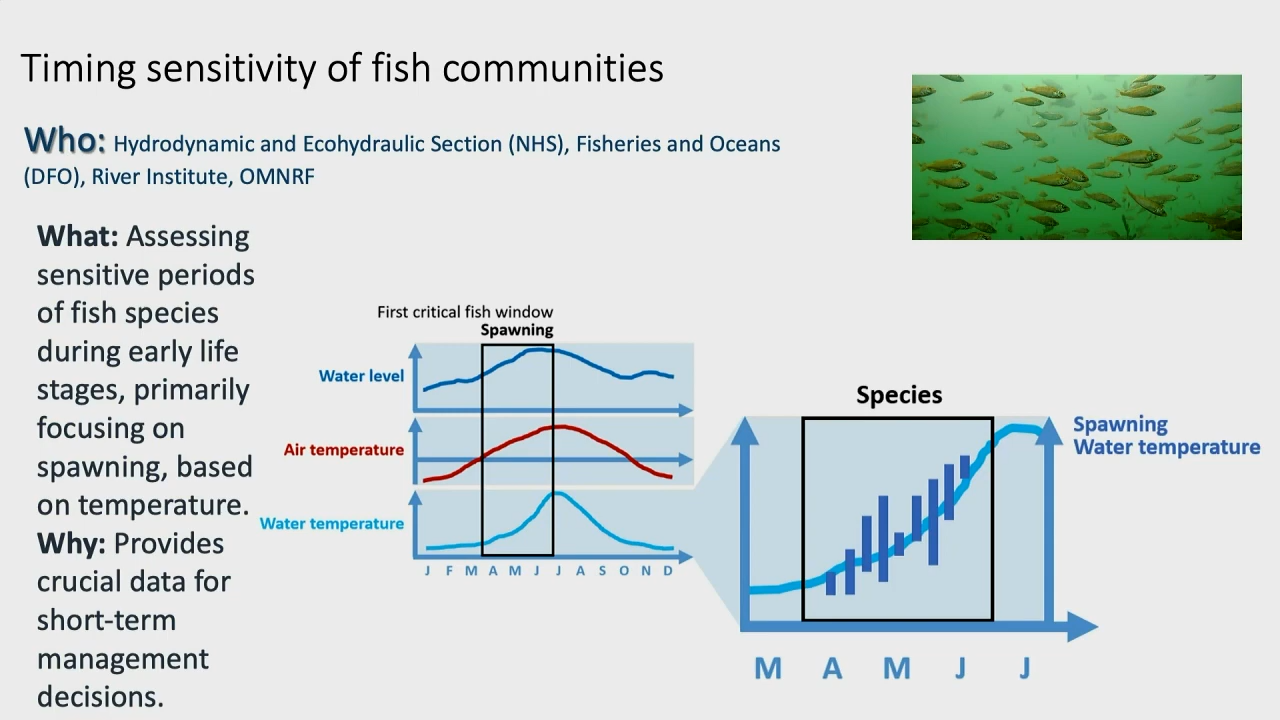 Timing sensitivity of fish communities
Who: Hydrodynamic and Ecohydraulic Section (NHS), Fisheries and Oceans
(DFO), River Institute, OMNRF
What: Assessing
sensitive periods
of fish species
during early life
stages, primarily
focusing on
spawning, based
on temperature.
Why: Provides
crucial data for
short-term
management
decisions.
First critical fish window
Spawning
Water level
Air temperature
Water temperature
J F M A M J J A S O N D
Species
Spawning
Water temperature
M A M J J